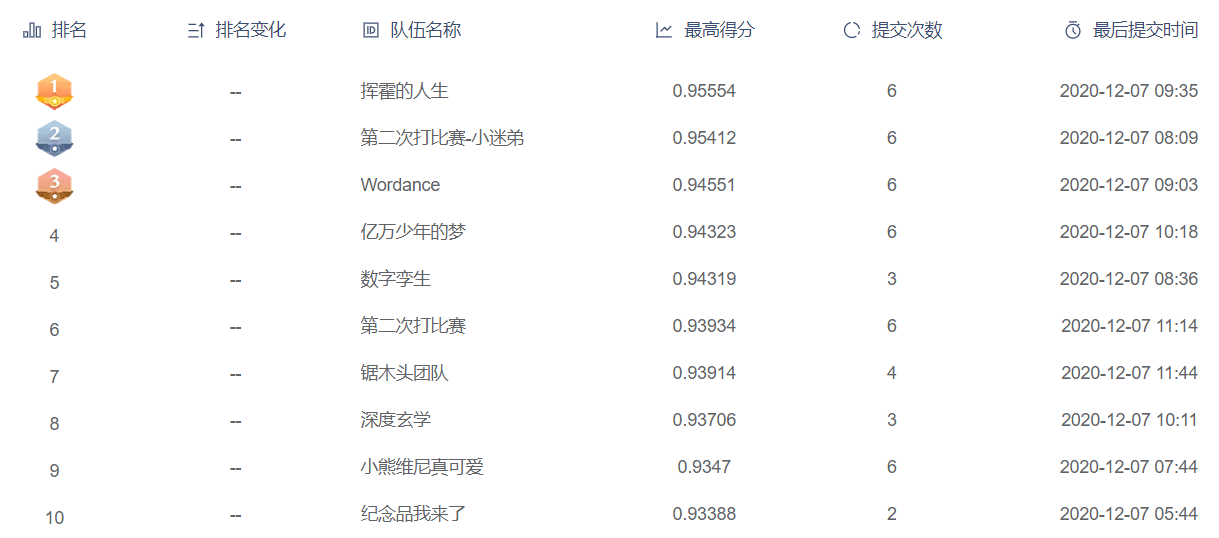 排名 排名变化 队伍名称 最高得分 提交次数 最后提交时间
1 -- 挥霍的人生 0.95554 6 2020-12-07 09:35
2 -- 第二次打比赛-小迷弟 0.95412 6 2020-12-07 08:09
3 -- Wordance 0.94551 6 2020-12-07 09:03
4 -- 亿万少年的梦 0.94323 6 2020-12-07 10:18
5 -- 数字孪生 0.94319 3 2020-12-07 08:36
6 -- 第二次打比赛 0.93934 6 2020-12-07 11:14
7 -- 锯木头团队 0.93914 4 2020-12-07 11:44
8 -- 深度玄学 0.93706 3 2020-12-07 10:11
9 -- 小熊维尼真可爱 0.9347 6 2020-12-07 07:44
10 -- 纪念品我来了 0.93388 2 2020-12-07 05:44